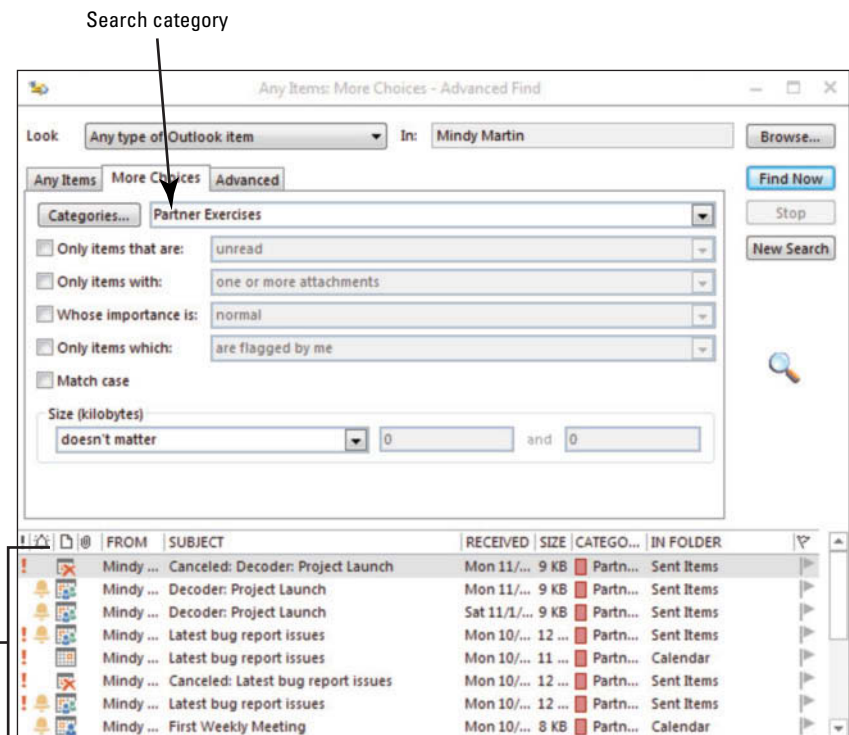 Search category
Any Items: More Choices - Advanced Find
Look Any type of Outlook item In: Mindy Martin Browse...
Any Items More Choices Advanced Find Now
Categories... Partner Exercises Stop
Only items that are: unread New Search
Only items with: one or more attachments
Whose importance is: normal
Only items which: are flagged by me
Match case
Size (kilobytes)
doesn't matter 0 and 0
! FROM SUBJECT RECEIVED SIZE CATEGO... IN FOLDER
! Mindy ... Canceled: Decoder: Project Launch Mon 11/... 9 KB Partn... Sent Items
Mindy ... Decoder: Project Launch Mon 11/... 9 KB Partn... Sent Items
Mindy ... Decoder: Project Launch Sat 11/1/... 9 KB Partn... Sent Items
! Mindy ... Latest bug report issues Mon 10/... 12 ... Partn... Sent Items
! Mindy ... Latest bug report issues Mon 10/... 11 ... Partn... Calendar
! Mindy ... Canceled: Latest bug report issues Mon 10/... 12 ... Partn... Sent Items
! Mindy ... Latest bug report issues Mon 10/... 12 ... Partn... Sent Items
Mindy ... First Weekly Meeting Mon 10/... 8 KB Partn... Calendar